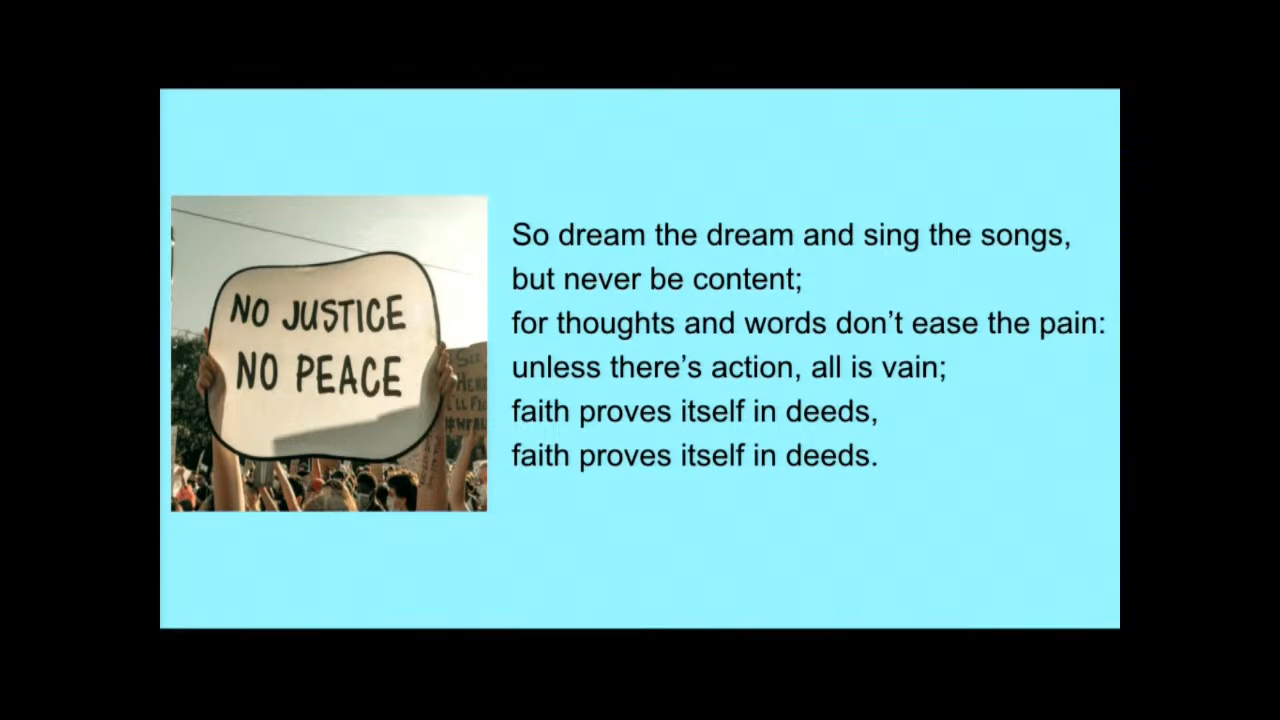 NO JUSTICE
NO PEACE
So dream the dream and sing the songs,
but never be content;
for thoughts and words don’t ease the pain:
unless there’s action, all is vain;
faith proves itself in deeds,
faith proves itself in deeds.